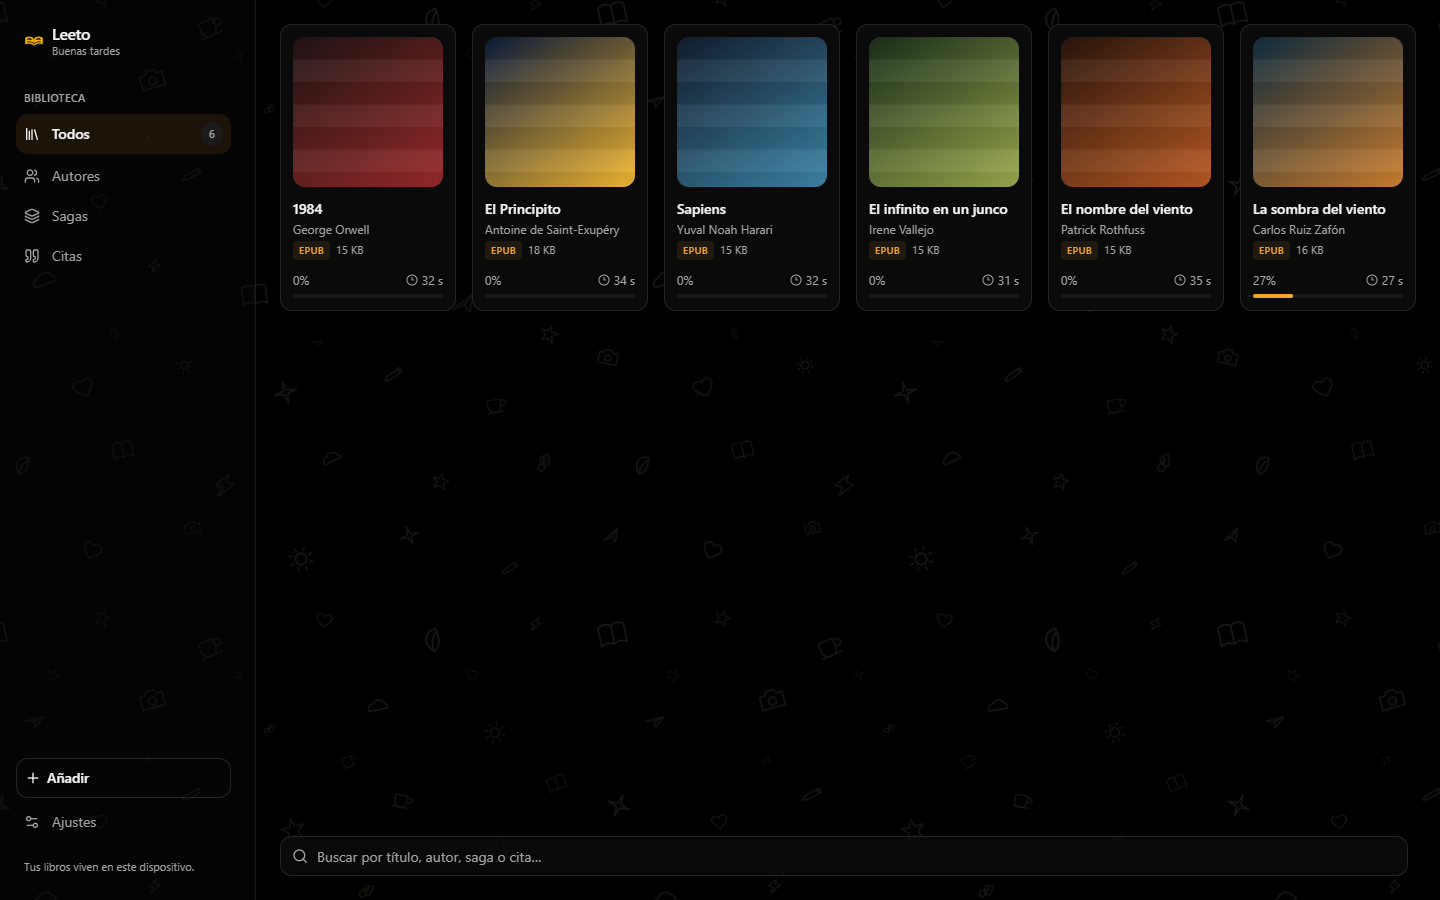 Leeto
Buenas tardes
BIBLIOTECA
Todos 6
Autores
Sagas
Citas
Añadir
Ajustes
Tus libros viven en este dispositivo.
1984
George Orwell
EPUB 15 KB
0% 32 s
El Principito
Antoine de Saint-Exupéry
EPUB 18 KB
0% 34 s
Sapiens
Yuval Noah Harari
EPUB 15 KB
0% 32 s
El infinito en un junco
Irene Vallejo
EPUB 15 KB
0% 31 s
El nombre del viento
Patrick Rothfuss
EPUB 15 KB
0% 35 s
La sombra del viento
Carlos Ruiz Zafón
EPUB 16 KB
27% 27 s
Buscar por título, autor, saga o cita...